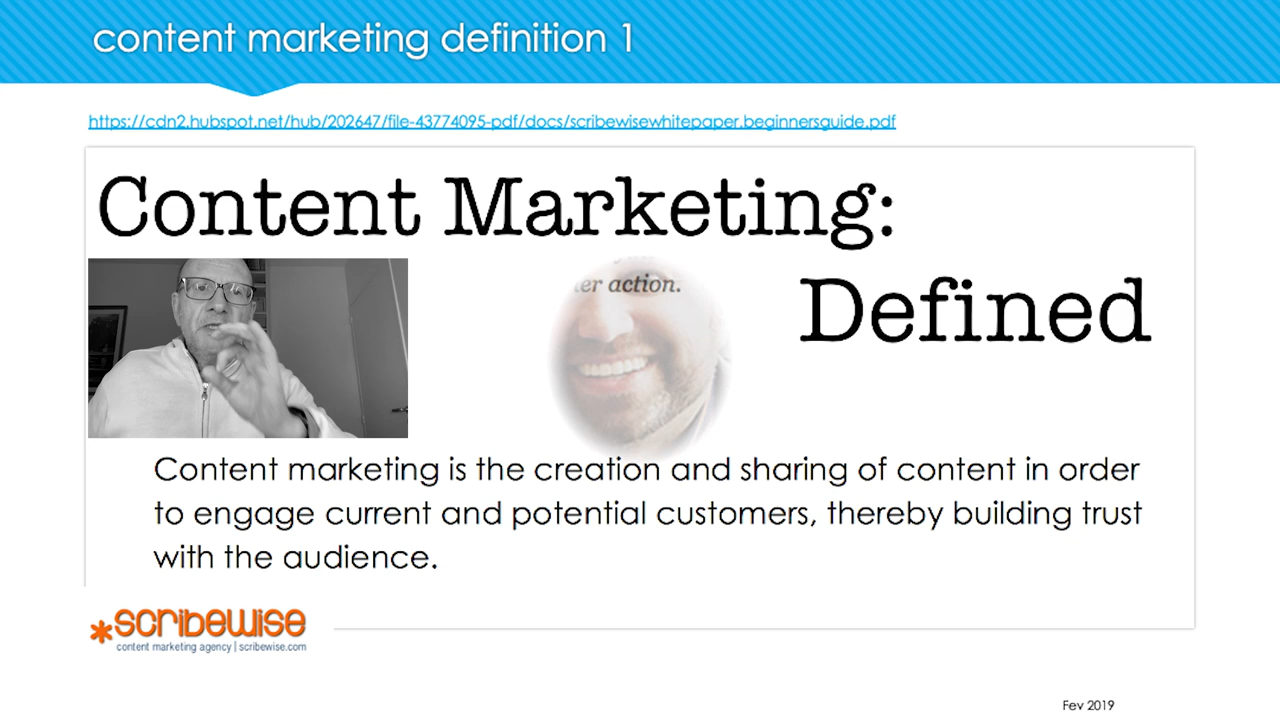 content marketing definition 1
https://cdn2.hubspot.net/hub/202647/file-43774095-pdf/docs/scribewisewhitepaper.beginnersguide.pdf
Content Marketing:
action.
Defined
Content marketing is the creation and sharing of content in order
to engage current and potential customers, thereby building trust
with the audience.
*scribewise
content marketing agency | scribewise.com
Fev 2019